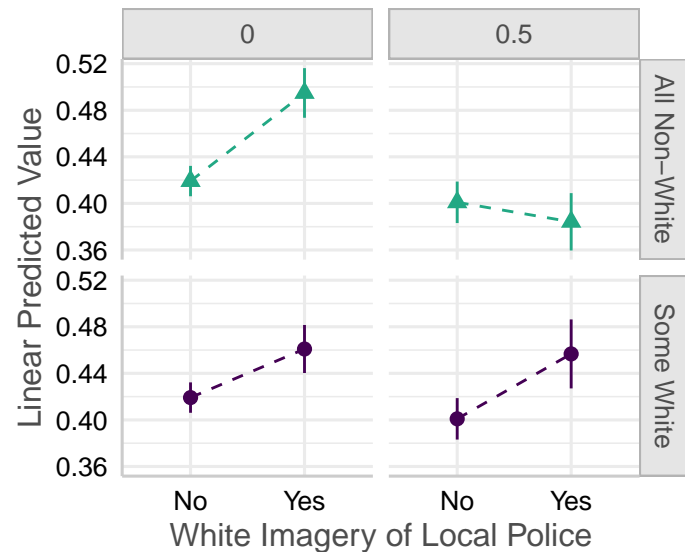 0 0.5
Linear Predicted Value
0.52
0.48
0.44
0.40
0.36
All Non−White
0.52
0.48
0.44
0.40
0.36
Some White
No Yes No Yes
White Imagery of Local Police